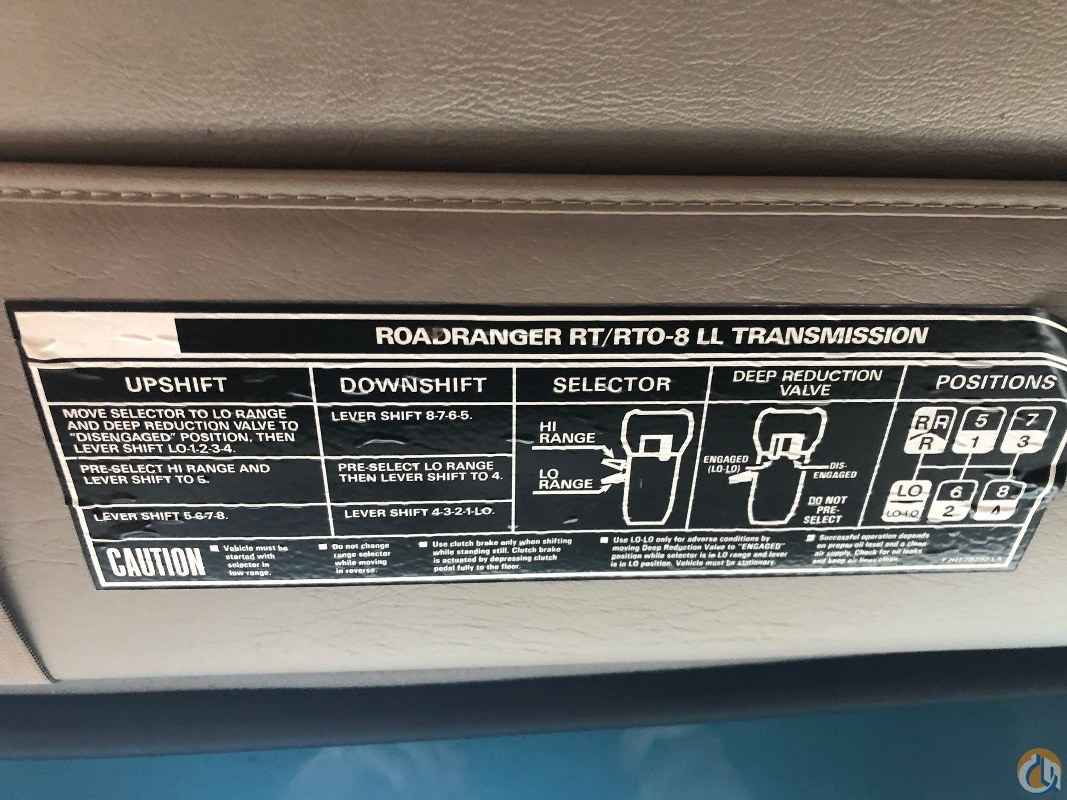 ROADRANGER RT/RTO-8 LL TRANSMISSION
UPSHIFT
MOVE SELECTOR TO LO RANGE
AND DEEP REDUCTION VALVE TO
"DISENGAGED" POSITION, THEN
LEVER SHIFT LO-1-2-3-4.
PRE-SELECT HI RANGE AND
LEVER SHIFT TO 5.
LEVER SHIFT 5-6-7-8.
DOWNSHIFT
LEVER SHIFT 8-7-6-5.
PRE-SELECT LO RANGE
THEN LEVER SHIFT TO 4.
LEVER SHIFT 4-3-2-1-LO.
SELECTOR
HI
RANGE
LO
RANGE
DEEP REDUCTION
VALVE
ENGAGED
(LO-LO)
DIS-
ENGAGED
DO NOT
PRE-
SELECT
POSITIONS
R R 5 7
R 1 3
LO 6 8
LO-LO 2 4
CAUTION
■ Vehicle must be
started with
selector in
low range.
■ Do not change
range selector
while moving
in reverse.
■ Use clutch brake only when shifting
while standing still. Clutch brake
is actuated by depressing clutch
pedal fully to the floor.
■ Use LO-LO only for adverse conditions by
moving Deep Reduction Valve to "ENGAGED"
position while selector is in LO range and lever
is in LO position. Vehicle must be stationary.
■ Successful operation depends
on proper oil level and a clean
air supply. Check for oil leaks
and keep air lines clean.